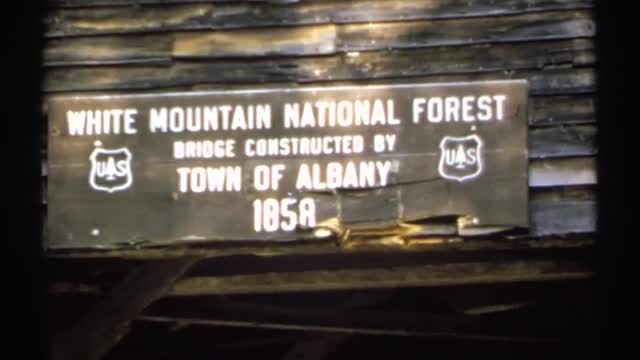 WHITE MOUNTAIN NATIONAL FOREST
BRIDGE CONSTRUCTED BY
TOWN OF ALBANY
1858
U S
U S